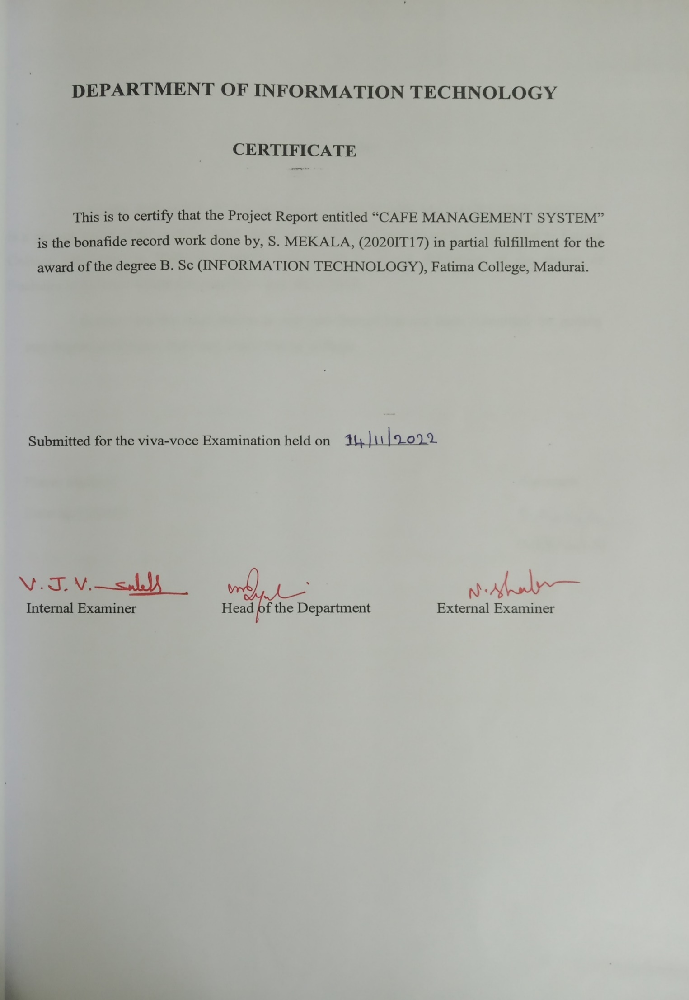 DEPARTMENT OF INFORMATION TECHNOLOGY
CERTIFICATE
This is to certify that the Project Report entitled “CAFE MANAGEMENT SYSTEM”
is the bonafide record work done by, S. MEKALA, (2020IT17) in partial fulfillment for the
award of the degree B. Sc (INFORMATION TECHNOLOGY), Fatima College, Madurai.
Submitted for the viva-voce Examination held on 14/11/2022
V. J. V.
Internal Examiner
Head of the Department
External Examiner